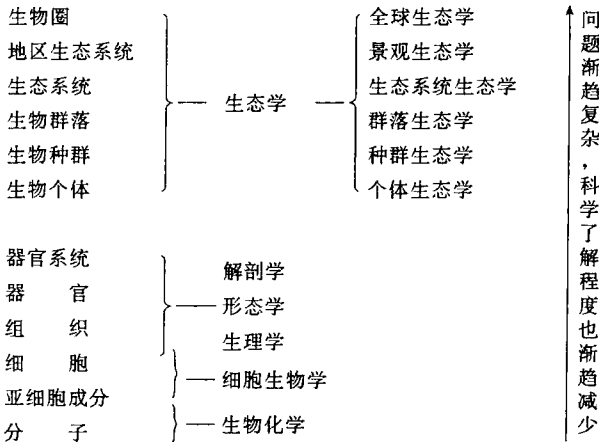 生物圈
地区生态系统
生态系统
生物群落
生物种群
生物个体
生态学
全球生态学
景观生态学
生态系统生态学
群落生态学
种群生态学
个体生态学
器官系统
器官
组织
细胞
亚细胞成分
分子
解剖学
形态学
生理学
细胞生物学
生物化学
问题渐趋复杂，科学了解程度也渐趋减少